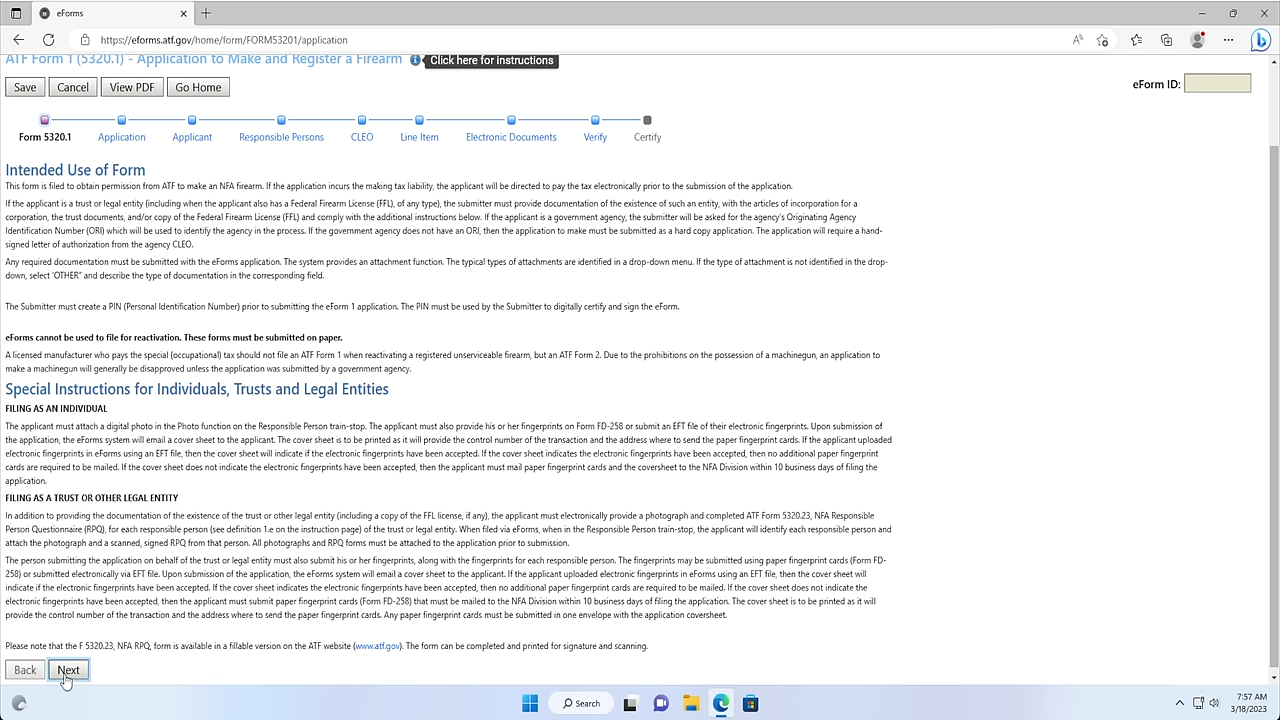 eForms
https://eforms.atf.gov/home/form/FORM53201/application
ATF Form 1 (5320.1) - Application to Make and Register a Firearm
Click here for instructions
Save
Cancel
View PDF
Go Home
eForm ID:
Form 5320.1
Application
Applicant
Responsible Persons
CLEO
Line Item
Electronic Documents
Verify
Certify
Intended Use of Form
This form is filed to obtain permission from ATF to make an NFA firearm. If the application incurs the making tax liability, the applicant will be directed to pay the tax electronically prior to the submission of the application.
If the applicant is a trust or legal entity (including when the applicant also has a Federal Firearm License (FFL), of any type), the submitter must provide documentation of the existence of such an entity, with the articles of incorporation for a
corporation, the trust documents, and/or copy of the Federal Firearm License (FFL) and comply with the additional instructions below. If the applicant is a government agency, the submitter will be asked for the agency's Originating Agency
Identification Number (ORI) which will be used to identify the agency in the process. If the government agency does not have an ORI, then the application to make must be submitted as a hard copy application. The application will require a hand-
signed letter of authorization from the agency CLEO.
Any required documentation must be submitted with the eForms application. The system provides an attachment function. The typical types of attachments are identified in a drop-down menu. If the type of attachment is not identified in the drop-
down, select 'OTHER" and describe the type of documentation in the corresponding field.
The Submitter must create a PIN (Personal Identification Number) prior to submitting the eForm 1 application. The PIN must be used by the Submitter to digitally certify and sign the eForm.
eForms cannot be used to file for reactivation. These forms must be submitted on paper.
A licensed manufacturer who pays the special (occupational) tax should not file an ATF Form 1 when reactivating a registered unserviceable firearm, but an ATF Form 2. Due to the prohibitions on the possession of a machinegun, an application to
make a machinegun will generally be disapproved unless the application was submitted by a government agency.
Special Instructions for Individuals, Trusts and Legal Entities
FILING AS AN INDIVIDUAL
The applicant must attach a digital photo in the Photo function on the Responsible Person train-stop. The applicant must also provide his or her fingerprints on Form FD-258 or submit an EFT file of their electronic fingerprints. Upon submission of
the application, the eForms system will email a cover sheet to the applicant. The cover sheet is to be printed as it will provide the control number of the transaction and the address where to send the paper fingerprint cards. If the applicant uploaded
electronic fingerprints in eForms using an EFT file, then the cover sheet will indicate if the electronic fingerprints have been accepted. If the cover sheet indicates the electronic fingerprints have been accepted, then no additional paper fingerprint
cards are required to be mailed. If the cover sheet does not indicate the electronic fingerprints have been accepted, then the applicant must mail paper fingerprint cards and the coversheet to the NFA Division within 10 business days of filing the
application.
FILING AS A TRUST OR OTHER LEGAL ENTITY
In addition to providing the documentation of the existence of the trust or other legal entity (including a copy of the FFL license, if any), the applicant must electronically provide a photograph and completed ATF Form 5320.23, NFA Responsible
Person Questionnaire (RPQ), for each responsible person (see definition 1.e on the instruction page) of the trust or legal entity. When filed via eForms, when in the Responsible Person train-stop, the applicant will identify each responsible person and
attach the photograph and a scanned, signed RPQ from that person. All photographs and RPQ forms must be attached to the application prior to submission.
The person submitting the application on behalf of the trust or legal entity must also submit his or her fingerprints, along with the fingerprints for each responsible person. The fingerprints may be submitted using paper fingerprint cards (Form FD-
258) or submitted electronically via EFT file. Upon submission of the application, the eForms system will email a cover sheet to the applicant. If the applicant uploaded electronic fingerprints in eForms using an EFT file, then the cover sheet will
indicate if the electronic fingerprints have been accepted. If the cover sheet indicates the electronic fingerprints have been accepted, then no additional paper fingerprint cards are required to be mailed. If the cover sheet does not indicate the
electronic fingerprints have been accepted, then the applicant must submit paper fingerprint cards (Form FD-258) that must be mailed to the NFA Division within 10 business days of filing the application. The cover sheet is to be printed as it will
provide the control number of the transaction and the address where to send the paper fingerprint cards. Any paper fingerprint cards must be submitted in one envelope with the application coversheet.
Please note that the F 5320.23, NFA RPQ, form is available in a fillable version on the ATF website (www.atf.gov). The form can be completed and printed for signature and scanning.
Back
Next
Search
7:57 AM
3/18/2023